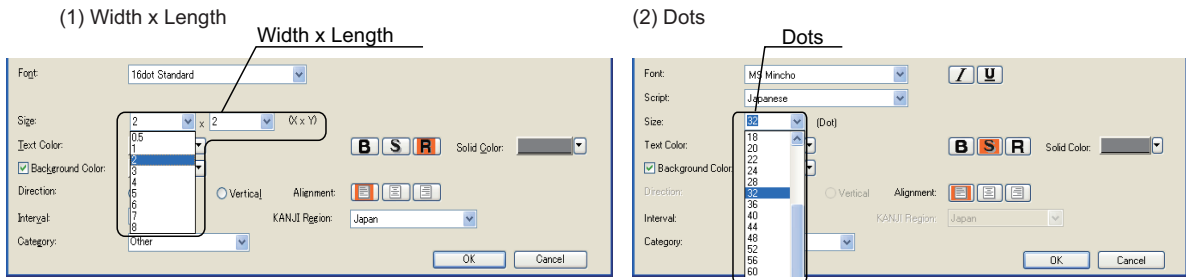 (1) Width x Length
Width x Length
Font: 16dot Standard
Size: 2 x 2 (X x Y)
0.5
1
2
3
4
5
6
7
8
Text Color: B S R Solid Color:
Background Color:
Direction: Vertical Alignment:
Interval: KANJI Region: Japan
Category: Other
OK Cancel
(2) Dots
Dots
Font: MS Mincho I U
Script: Japanese
Size: 32 (Dot)
18
20
22
24
28
32
36
40
44
48
52
56
60
Text Color: B S R Solid Color:
Background Color:
Direction: Vertical Alignment:
Interval: KANJI Region: Japan
Category:
OK Cancel